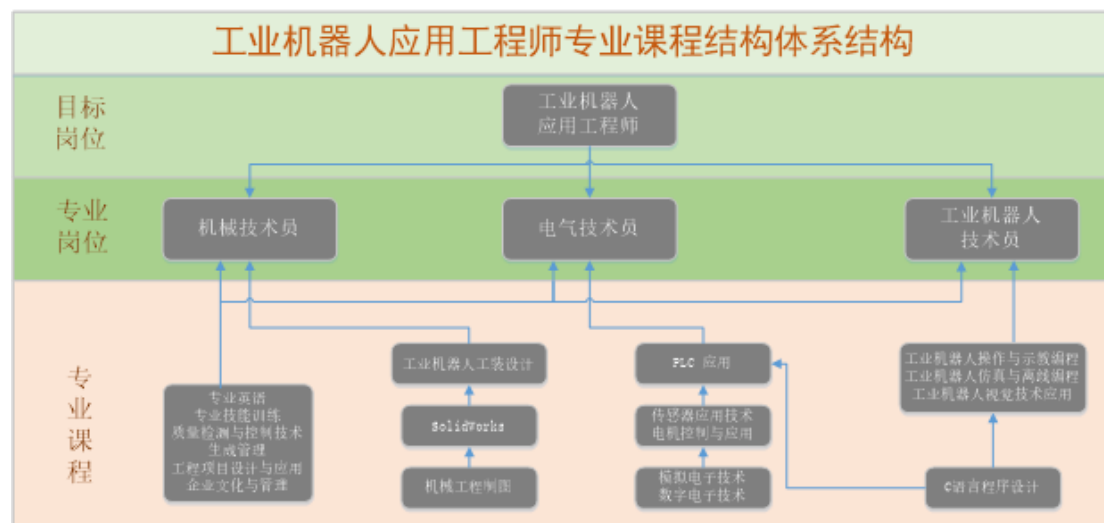 工业机器人应用工程师专业课程结构体系结构
目标
岗位
工业机器人
应用工程师
专业
岗位
机械技术员
电气技术员
工业机器人
技术员
专
业
课
程
专业英语
专业技能训练
质量检测与控制技术
生成管理
工程项目设计与应用
企业文化与管理
工业机器人工装设计
SolidWorks
机械工程制图
PLC 应用
传感器应用技术
电机控制与应用
模拟电子技术
数字电子技术
工业机器人操作与示教编程
工业机器人仿真与离线编程
工业机器人视觉技术应用
C语言程序设计